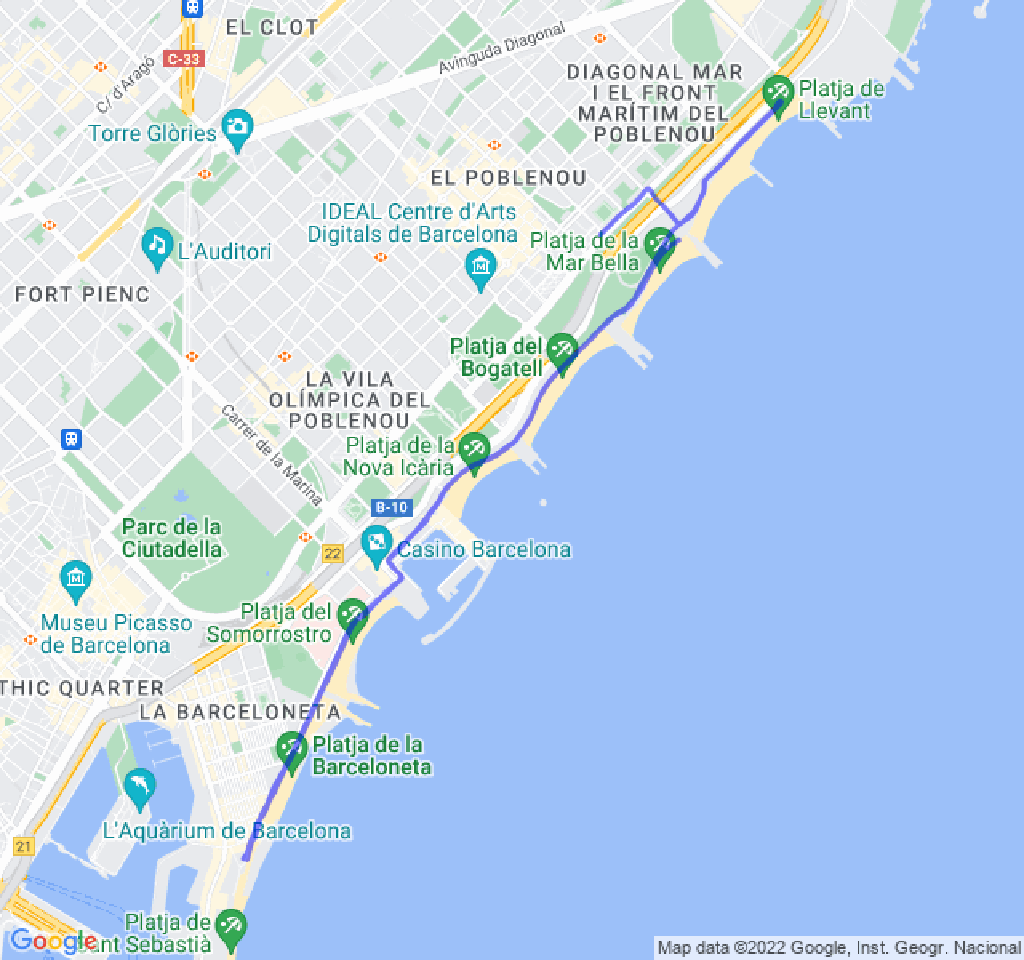 EL CLOT
C-33
Avinguda Diagonal
C/ d'Aragó
DIAGONAL MAR
I EL FRONT
MARÍTIM DEL
POBLENOU
Platja de
Llevant
Torre Glòries
EL POBLENOU
IDEAL Centre d'Arts
Digitals de Barcelona
L'Auditori
Platja de la
Mar Bella
FORT PIENC
Platja del
Bogatell
LA VILA
OLÍMPICA DEL
POBLENOU
Carrer de la Marina
Platja de la
Nova Icària
B-10
Parc de la
Ciutadella
22
Casino Barcelona
Museu Picasso
de Barcelona
Platja del
Somorrostro
THIC QUARTER
LA BARCELONETA
Platja de la
Barceloneta
L'Aquàrium de Barcelona
21
Platja de
ant Sebastià
Google
Map data ©2022 Google, Inst. Geogr. Nacional